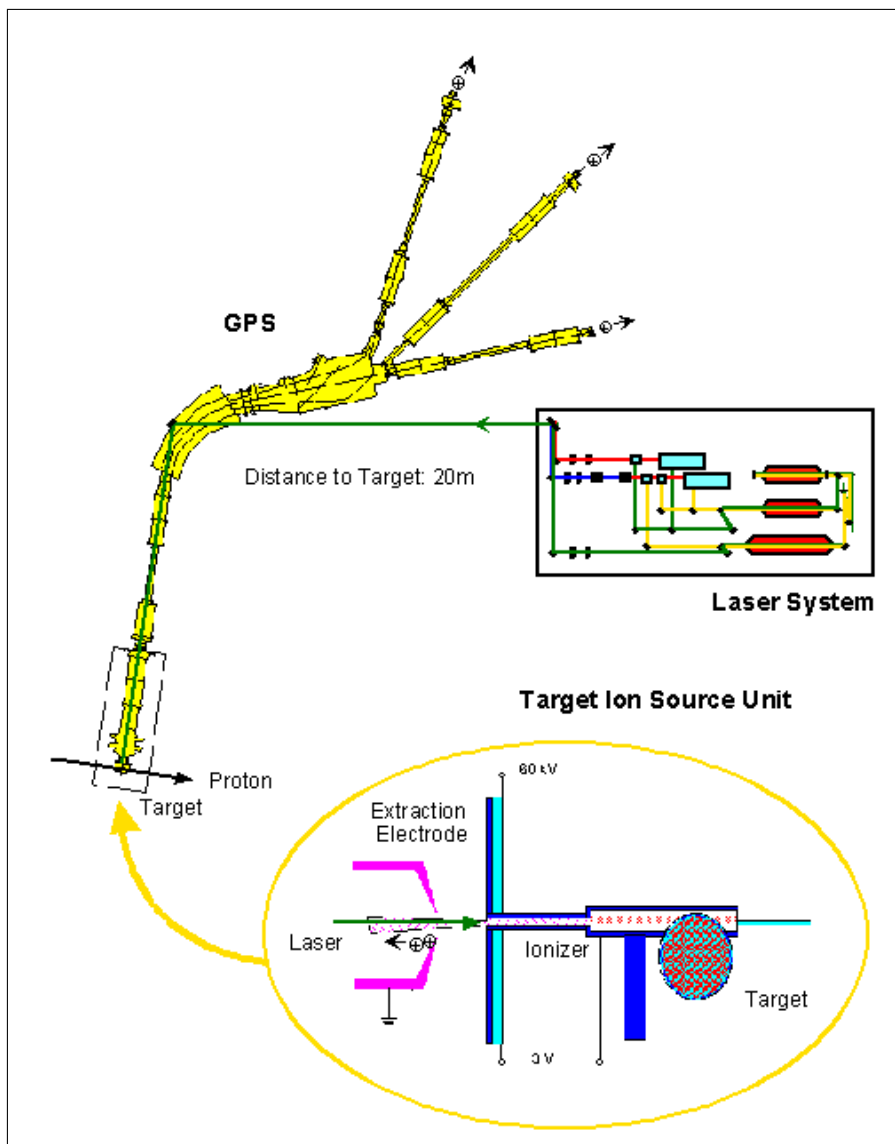 GPS
Distance to Target: 20m
Laser System
Target Ion Source Unit
Proton
Target
60 kV
Extraction
Electrode
Laser
Ionizer
Target
3 V